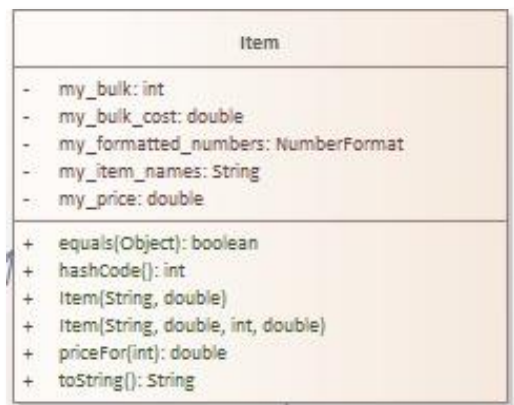 Item
- my_bulk: int
- my_bulk_cost: double
- my_formatted_numbers: NumberFormat
- my_item_names: String
- my_price: double
+ equals(Object): boolean
+ hashCode(): int
+ Item(String, double)
+ Item(String, double, int, double)
+ priceFor(int): double
+ toString(): String